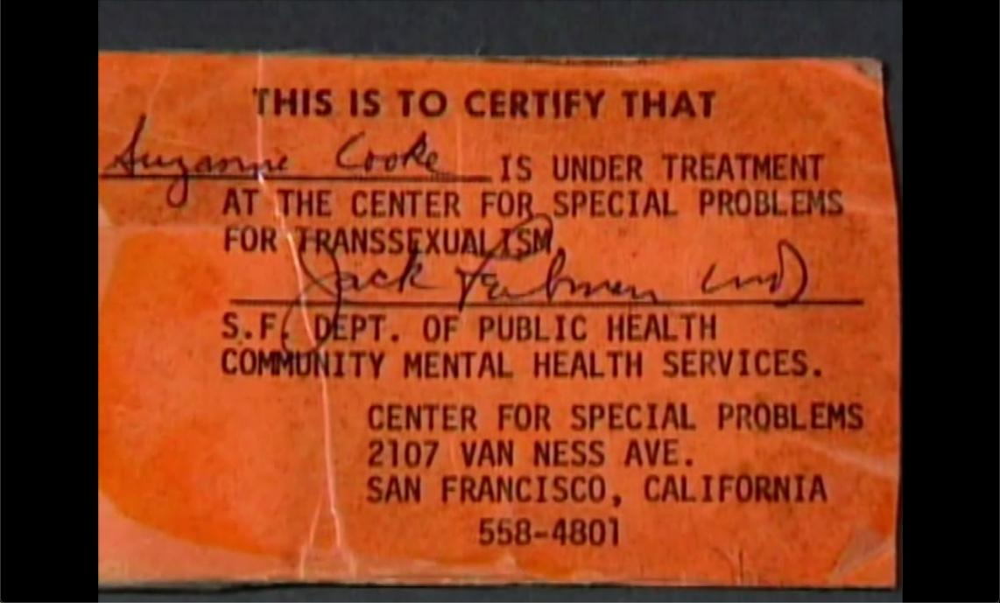 THIS IS TO CERTIFY THAT
Suzanne Cooke IS UNDER TREATMENT
AT THE CENTER FOR SPECIAL PROBLEMS
FOR TRANSSEXUALISM.
Jack
S.F. DEPT. OF PUBLIC HEALTH
COMMUNITY MENTAL HEALTH SERVICES.
CENTER FOR SPECIAL PROBLEMS
2107 VAN NESS AVE.
SAN FRANCISCO, CALIFORNIA
558-4801